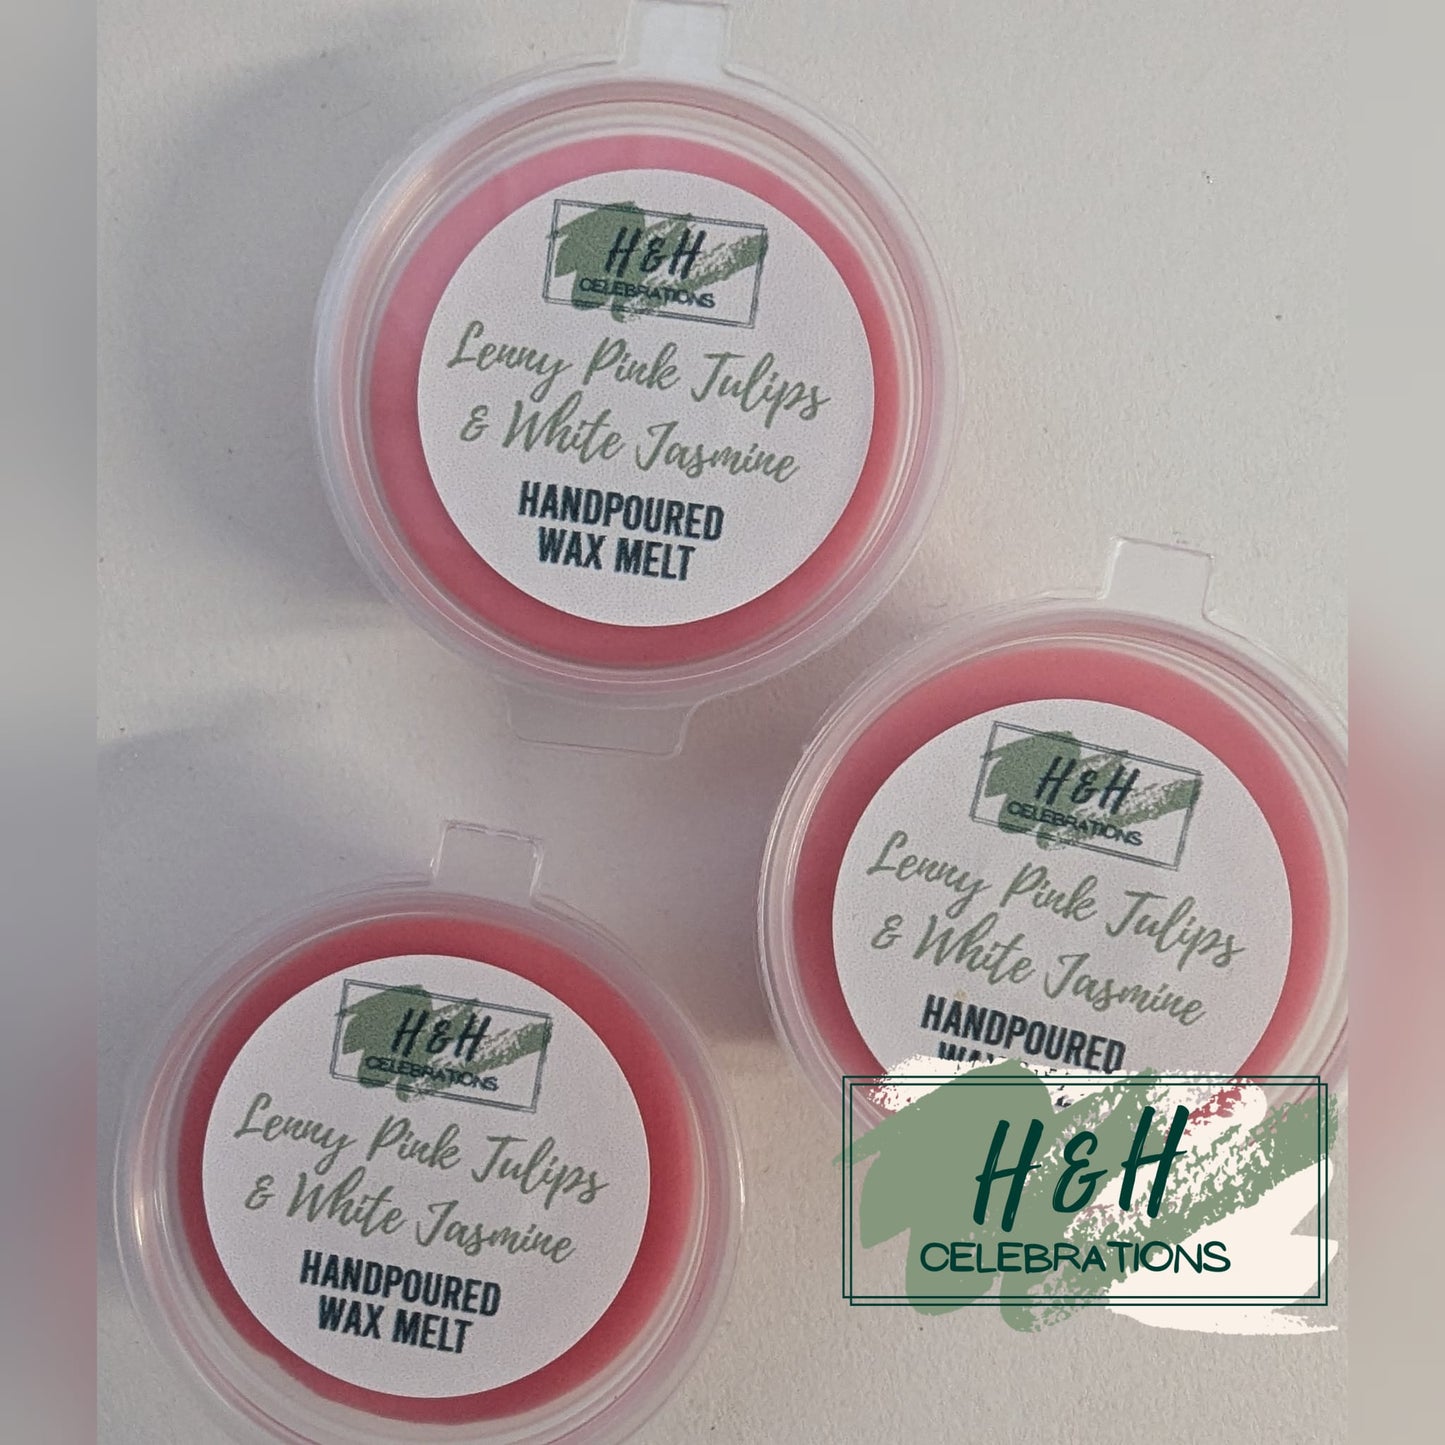 H&H
CELEBRATIONS
Lenny Pink Tulips
& White Jasmine
HANDPOURED
WAX MELT
H&H
CELEBRATIONS
Lenny Pink Tulips
& White Jasmine
HANDPOURED
WAX
H&H
CELEBRATIONS
Lenny Pink Tulips
& White Jasmine
HANDPOURED
WAX MELT
H&H
CELEBRATIONS